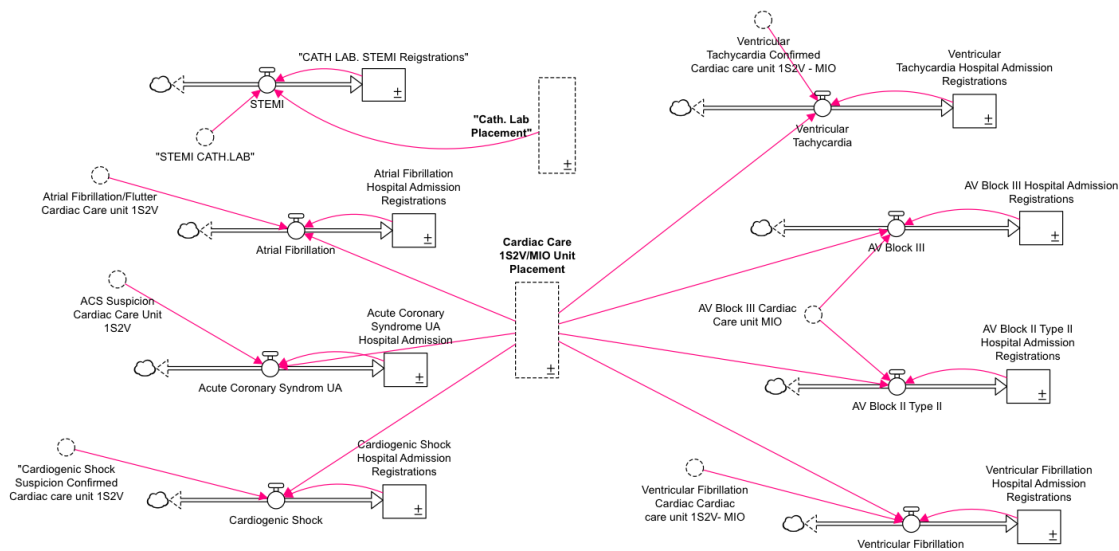 "CATH LAB. STEMI Reigstrations"
STEMI
"STEMI CATH.LAB"
"Cath. Lab
Placement"
Ventricular
Tachycardia Confirmed
Cardiac care unit 1S2V - MIO
Ventricular
Tachycardia Hospital Admission
Registrations
Ventricular
Tachycardia
Atrial Fibrillation/Flutter
Cardiac Care unit 1S2V
Atrial Fibrillation
Hospital Admission
Registrations
Atrial Fibrillation
Cardiac Care
1S2V/MIO Unit
Placement
AV Block III Hospital Admission
Registrations
AV Block III
ACS Suspicion
Cardiac Care Unit
1S2V
Acute Coronary
Syndrome UA
Hospital Admission
Acute Coronary Syndrom UA
AV Block III Cardiac
Care unit MIO
AV Block II Type II
Hospital Admission
Registrations
AV Block II Type II
"Cardiogenic Shock
Suspicion Confirmed
Cardiac care unit 1S2V
Cardiogenic Shock
Hospital Admission
Registrations
Cardiogenic Shock
Ventricular Fibrillation
Cardiac Cardiac
care unit 1S2V- MIO
Ventricular Fibrillation
Hospital Admission
Registrations
Ventricular Fibrillation